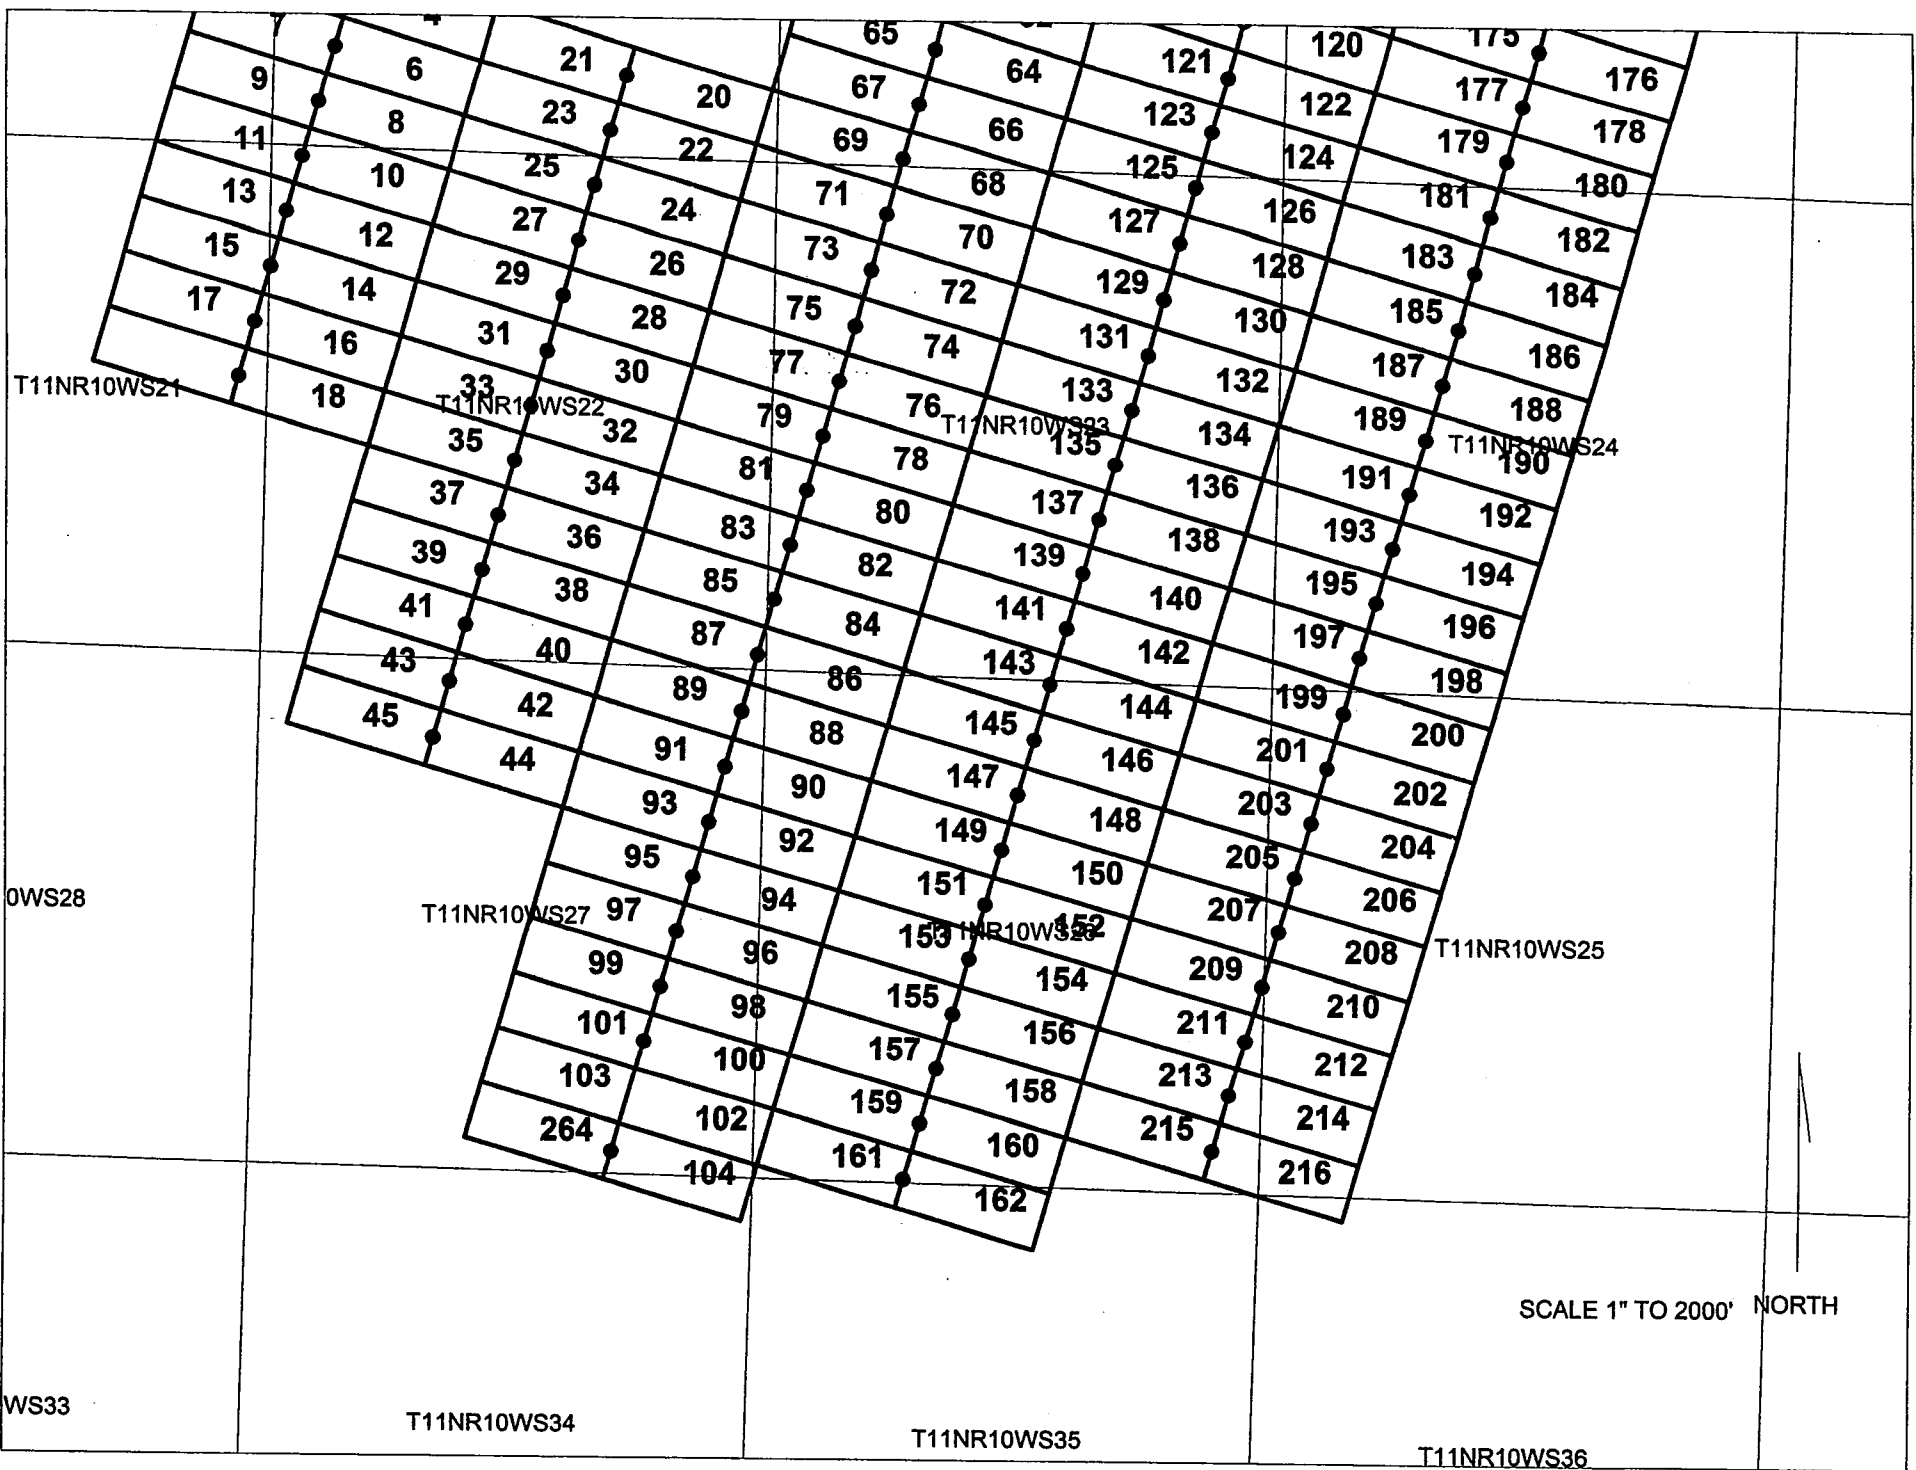 7 4 65 62 121 120 175 176
9 6 21 20 67 64 123 122 177 178
11 8 23 22 69 66 125 124 179 180
13 10 25 24 71 68 127 126 181 182
15 12 27 26 73 70 129 128 183 184
17 14 29 28 75 72 131 130 185 186
T11NR10WS21 16 31 30 77 74 133 132 187 188
18 33 T11NR10WS22 32 79 76 T11NR10WS23 135 134 189 T11NR10WS24 190
35 34 81 78 137 136 191 192
37 36 83 80 139 138 193 194
39 38 85 82 141 140 195 196
41 40 87 84 143 142 197 198
43 42 89 86 145 144 199 200
45 44 91 88 147 146 201 202
93 90 149 148 203 204
95 92 151 150 205 206
0WS28 T11NR10WS27 97 94 153 152 207 208 T11NR10WS25
99 96 155 154 209 210
101 98 157 156 211 212
103 100 159 158 213 214
264 102 161 160 215 216
104 162
SCALE 1" TO 2000' NORTH
WS33 T11NR10WS34 T11NR10WS35 T11NR10WS36